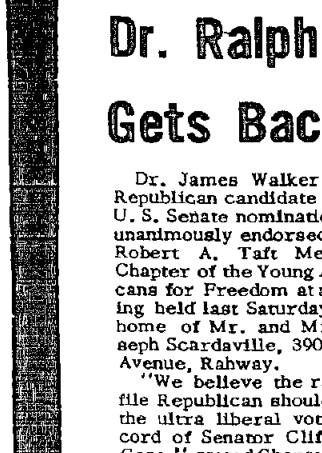 Dr. Ralph
Gets Bac
Dr. James Walker
Republican candidate
U. S. Senate nominati
unanimously endorsed
Robert A. Taft Me
Chapter of the Young
cans for Freedom at
ing held last Saturday
home of Mr. and M
seph Scardaville, 390
Avenue, Rahway.
"We believe the r
file Republican shoul
the ultra liberal vot
cord of Senator Clif